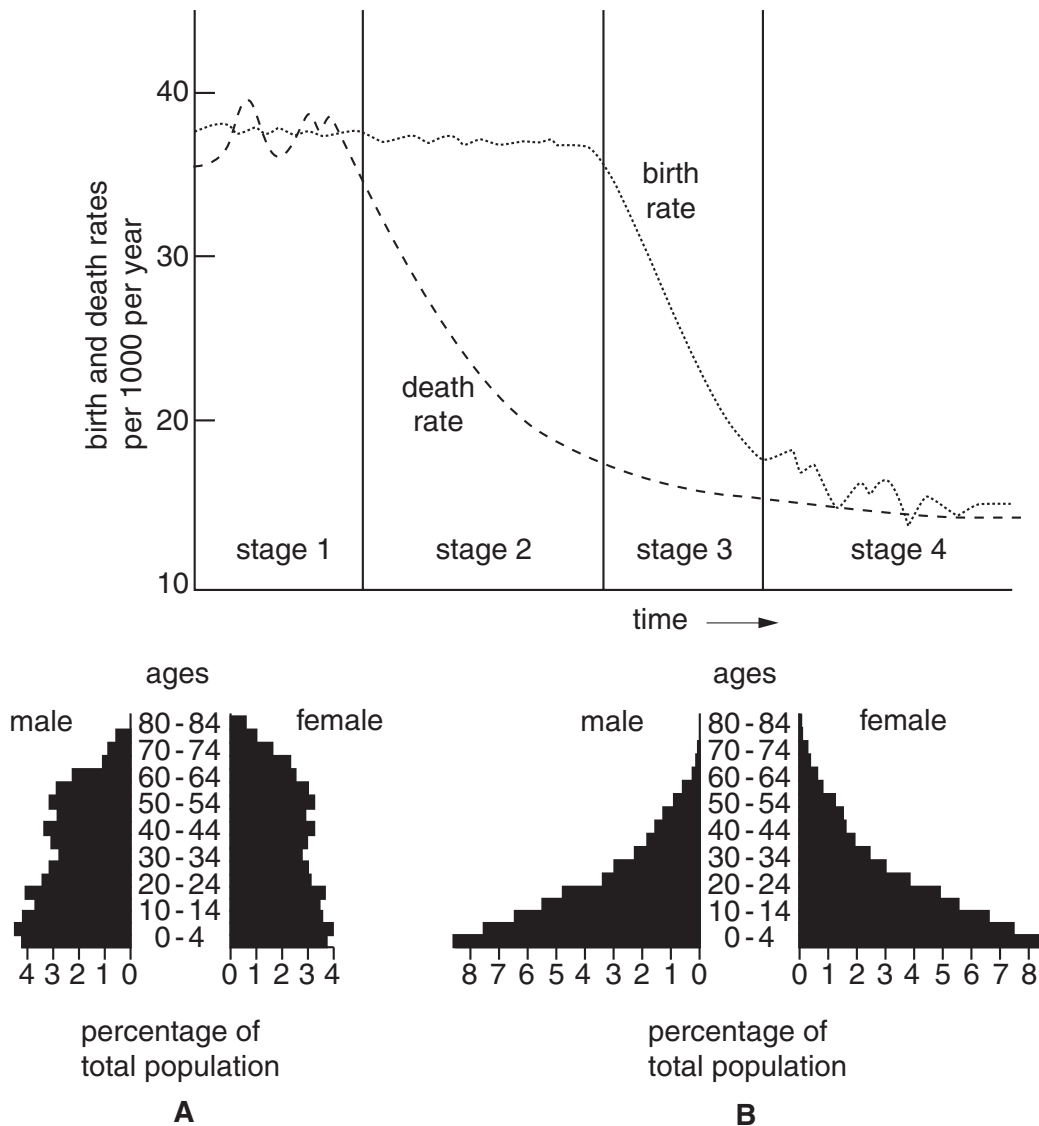 40
30
20
10
birth and death rates
per 1000 per year
birth
rate
death
rate
stage 1
stage 2
stage 3
stage 4
time
ages
male
female
80 - 84
70 - 74
60 - 64
50 - 54
40 - 44
30 - 34
20 - 24
10 - 14
0 - 4
4 3 2 1 0
0 1 2 3 4
percentage of
total population
A
ages
male
female
80 - 84
70 - 74
60 - 64
50 - 54
40 - 44
30 - 34
20 - 24
10 - 14
0 - 4
8 7 6 5 4 3 2 1 0
0 1 2 3 4 5 6 7 8
percentage of
total population
B